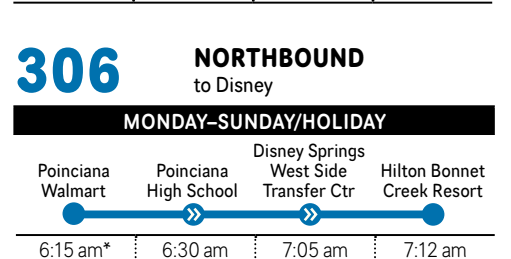 306
NORTHBOUND
to Disney
MONDAY–SUNDAY/HOLIDAY
Poinciana
Walmart
Poinciana
High School
Disney Springs
West Side
Transfer Ctr
Hilton Bonnet
Creek Resort
6:15 am* 6:30 am 7:05 am 7:12 am